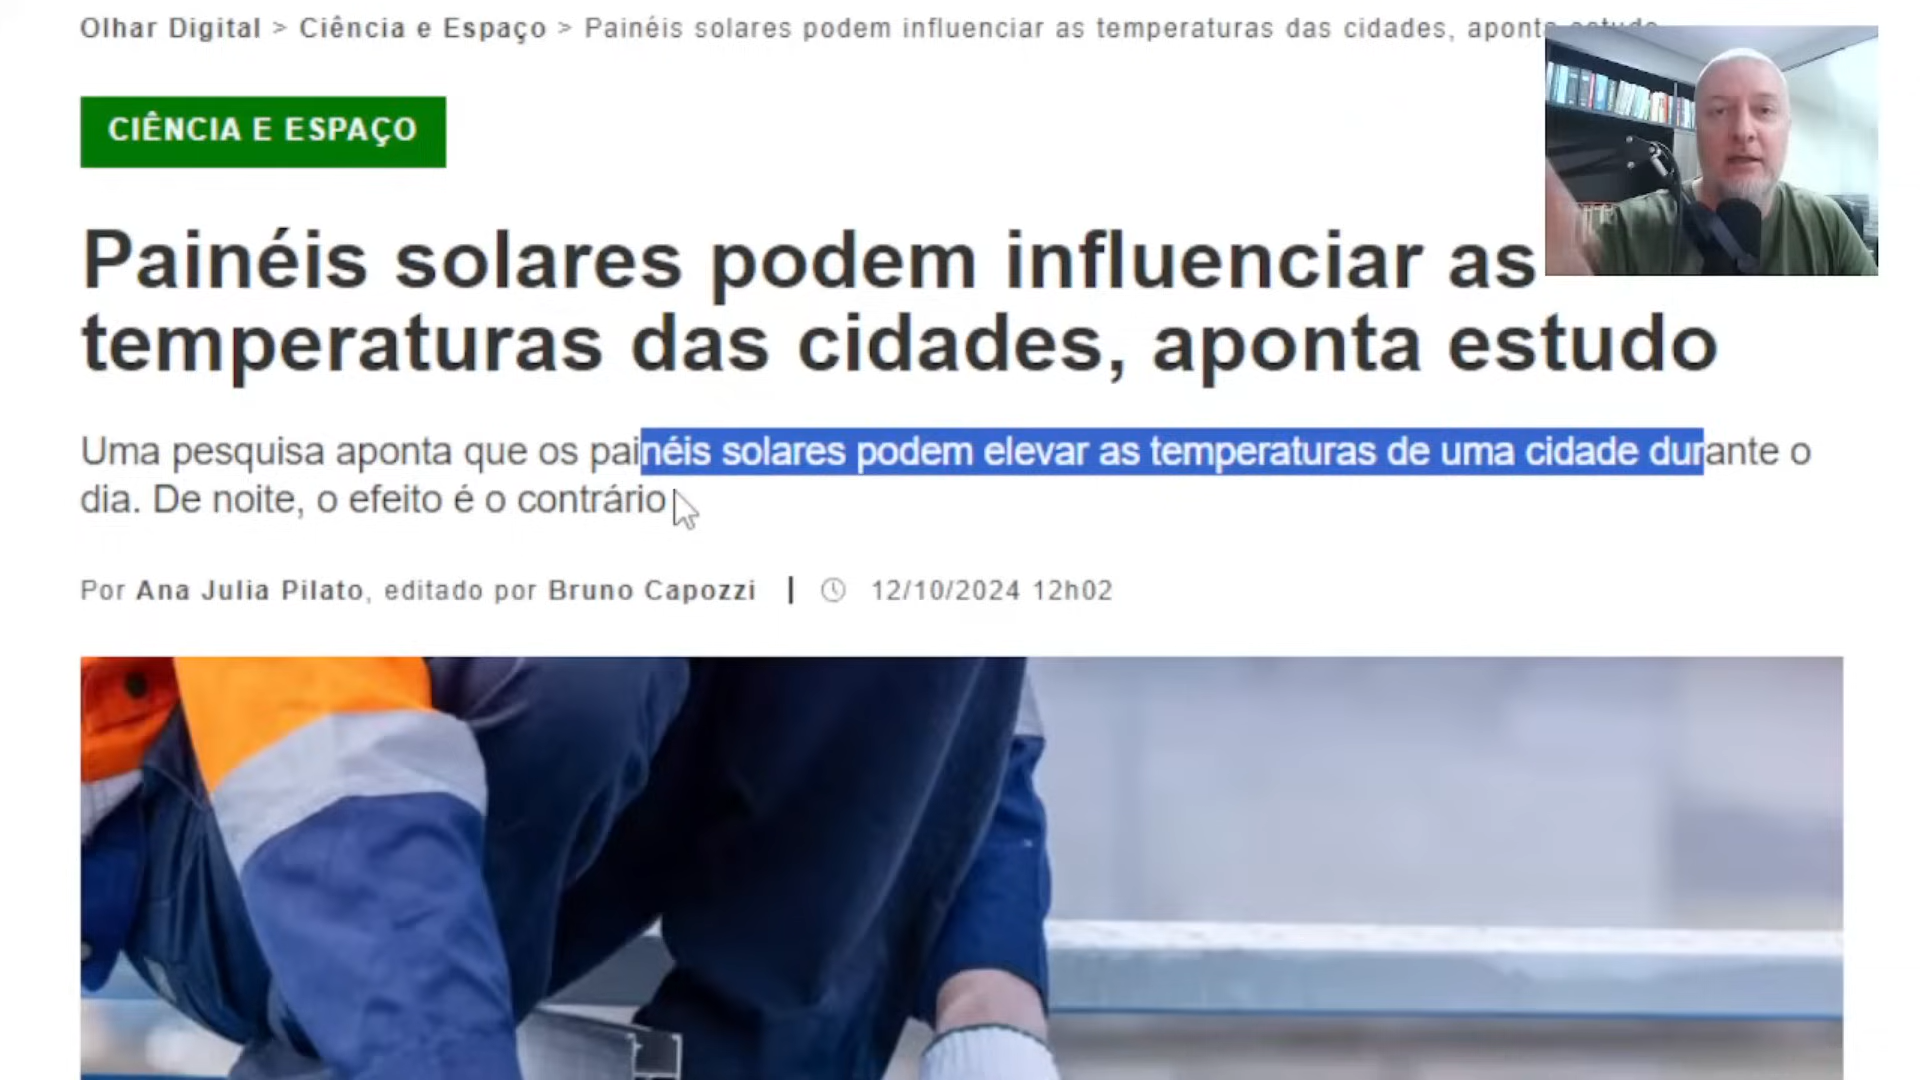 Olhar Digital > Ciência e Espaço > Painéis solares podem influenciar as temperaturas das cidades, aponta estudo
CIÊNCIA E ESPAÇO
Painéis solares podem influenciar as
temperaturas das cidades, aponta estudo
Uma pesquisa aponta que os painéis solares podem elevar as temperaturas de uma cidade durante o
dia. De noite, o efeito é o contrário
Por Ana Julia Pilato, editado por Bruno Capozzi | 12/10/2024 12h02